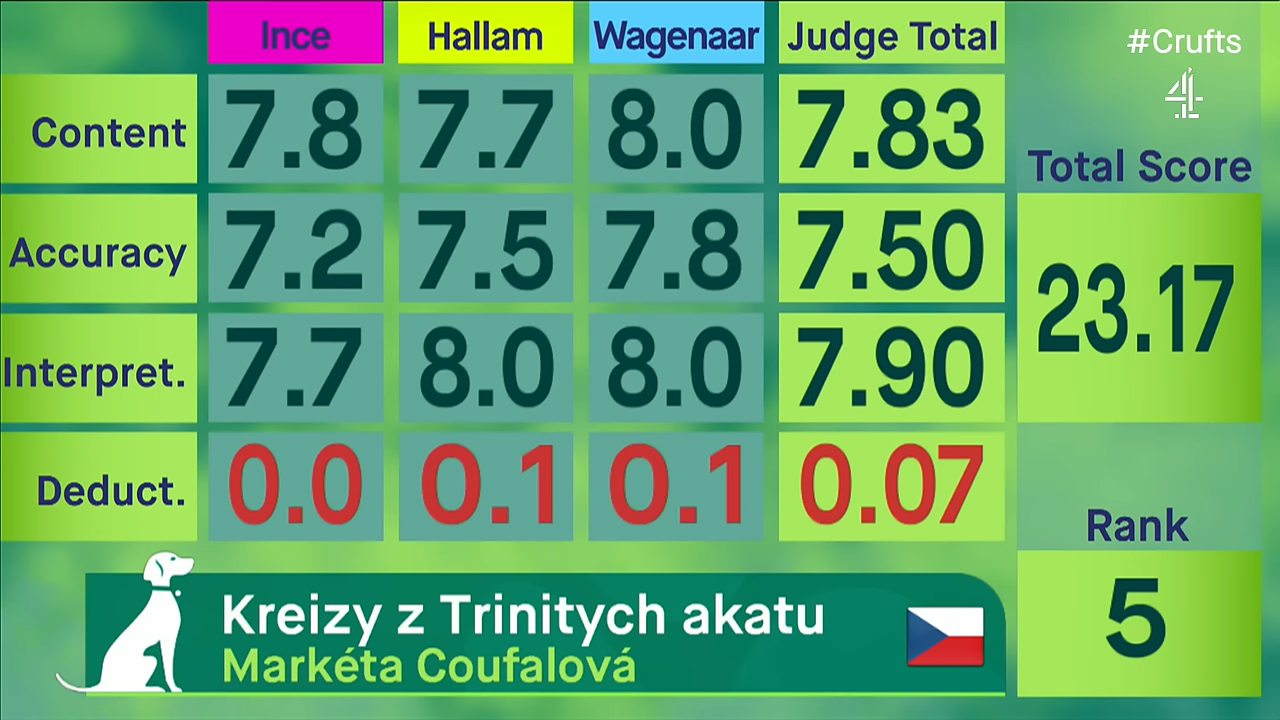 Ince Hallam Wagenaar Judge Total #Crufts
Content 7.8 7.7 8.0 7.83
Total Score
Accuracy 7.2 7.5 7.8 7.50
23.17
Interpret. 7.7 8.0 8.0 7.90
Deduct. 0.0 0.1 0.1 0.07
Rank
5
Kreizy z Trinitych akatu
Markéta Coufalová